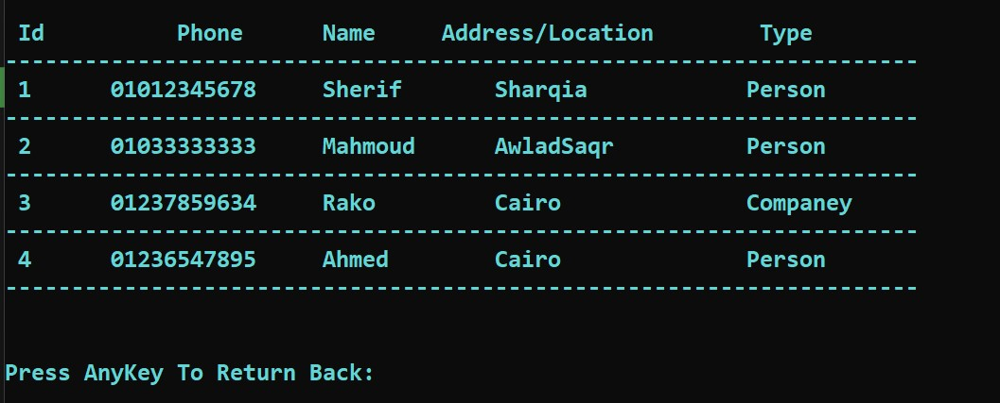 Id Phone Name Address/Location Type
---------------------------------------------------------------------
1 01012345678 Sherif Sharqia Person
---------------------------------------------------------------------
2 01033333333 Mahmoud AwladSaqr Person
---------------------------------------------------------------------
3 01237859634 Rako Cairo Companey
---------------------------------------------------------------------
4 01236547895 Ahmed Cairo Person
---------------------------------------------------------------------
Press AnyKey To Return Back: